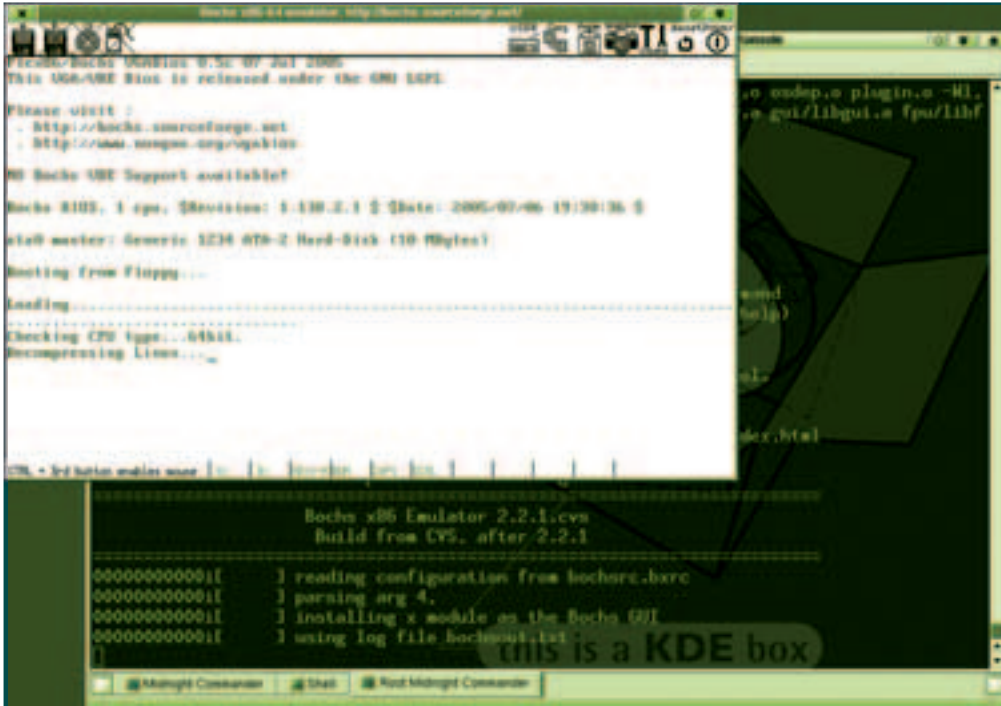 Bochs x86-64 emulator, http://bochs.sourceforge.net/
Plex86/Bochs VGABios 0.5c 07 Jul 2005
This VGA/VBE Bios is released under the GNU LGPL
Please visit :
. http://bochs.sourceforge.net
. http://www.nongnu.org/vgabios
NO Bochs VBE Support available!
Bochs BIOS, 1 cpu, $Revision: 1.138.2.1 $ $Date: 2005/07/06 19:30:36 $
ata0 master: Generic 1234 ATA-2 Hard-Disk (10 MBytes)
Booting from Floppy...
Loading
Checking CPU type...64bit.
Decompressing Linux..._
CTRL + 3rd button enables mouse
.o osdep.o plugin.o -Wl,
.a gui/libgui.a fpu/libf
help)
ol.
dex.html
Bochs x86 Emulator 2.2.1.cvs
Build from CVS, after 2.2.1
00000000000i[ ] reading configuration from bochsrc.bxrc
00000000000i[ ] parsing arg 4,
00000000000i[ ] installing x module as the Bochs GUI
00000000000i[ ] using log file bochsout.txt
this is a KDE box
Midnight Commander
Shell
Root Midnight Commander